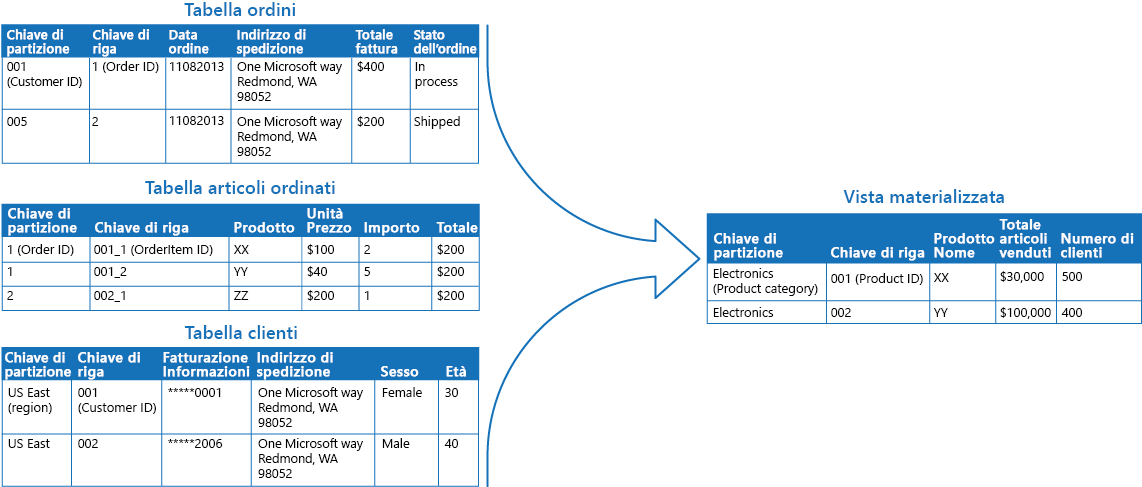 Tabella ordini
Chiave di partizione Chiave di riga Data ordine Indirizzo di spedizione Totale fattura Stato dell'ordine
001 (Customer ID) 1 (Order ID) 11082013 One Microsoft way Redmond, WA 98052 $400 In process
005 2 11082013 One Microsoft way Redmond, WA 98052 $200 Shipped
Tabella articoli ordinati
Chiave di partizione Chiave di riga Prodotto Unità Prezzo Importo Totale
1 (Order ID) 001_1 (OrderItem ID) XX $100 2 $200
1 001_2 YY $40 5 $200
2 002_1 ZZ $200 1 $200
Tabella clienti
Chiave di partizione Chiave di riga Fatturazione Informazioni Indirizzo di spedizione Sesso Età
US East (region) 001 (Customer ID) *****0001 One Microsoft way Redmond, WA 98052 Female 30
US East 002 *****2006 One Microsoft way Redmond, WA 98052 Male 40
Vista materializzata
Chiave di partizione Chiave di riga Prodotto Nome Totale articoli venduti Numero di clienti
Electronics (Product category) 001 (Product ID) XX $30,000 500
Electronics 002 YY $100,000 400